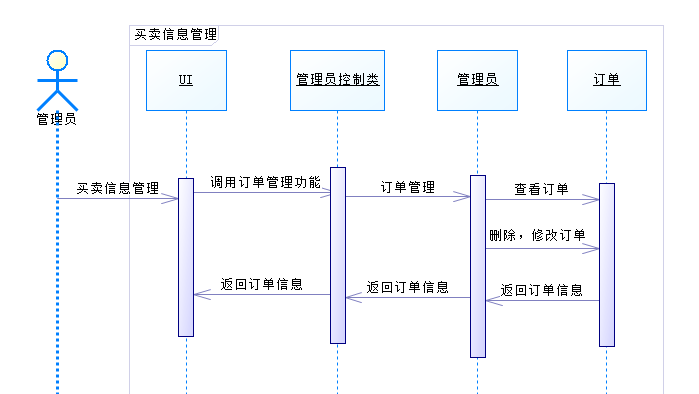 买卖信息管理
UI
管理员控制类
管理员
订单
管理员
买卖信息管理
调用订单管理功能
订单管理
查看订单
删除，修改订单
返回订单信息
返回订单信息
返回订单信息